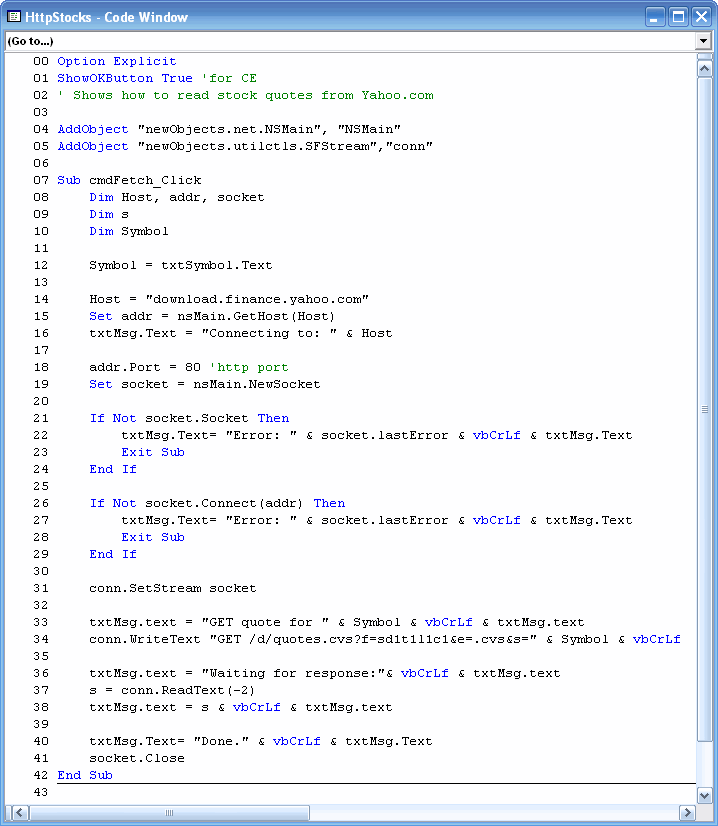 HttpStocks - Code Window
(Go to...)
00 Option Explicit
01 ShowOKButton True 'for CE
02 ' Shows how to read stock quotes from Yahoo.com
03
04 AddObject "newObjects.net.NSMain", "NSMain"
05 AddObject "newObjects.utilctls.SFStream","conn"
06
07 Sub cmdFetch_Click
08     Dim Host, addr, socket
09     Dim s
10     Dim Symbol
11
12     Symbol = txtSymbol.Text
13
14     Host = "download.finance.yahoo.com"
15     Set addr = nsMain.GetHost(Host)
16     txtMsg.Text = "Connecting to: " & Host
17
18     addr.Port = 80 'http port
19     Set socket = nsMain.NewSocket
20
21     If Not socket.Socket Then
22         txtMsg.Text= "Error: " & socket.lastError & vbCrLf & txtMsg.Text
23         Exit Sub
24     End If
25
26     If Not socket.Connect(addr) Then
27         txtMsg.Text= "Error: " & socket.lastError & vbCrLf & txtMsg.Text
28         Exit Sub
29     End If
30
31     conn.SetStream socket
32
33     txtMsg.text = "GET quote for " & Symbol & vbCrLf & txtMsg.text
34     conn.WriteText "GET /d/quotes.cvs?f=sd1t1l1c1&e=.cvs&s=" & Symbol & vbCrLf
35
36     txtMsg.text = "Waiting for response:"& vbCrLf & txtMsg.text
37     s = conn.ReadText(-2)
38     txtMsg.text = s & vbCrLf & txtMsg.text
39
40     txtMsg.Text= "Done." & vbCrLf & txtMsg.Text
41     socket.Close
42 End Sub
43